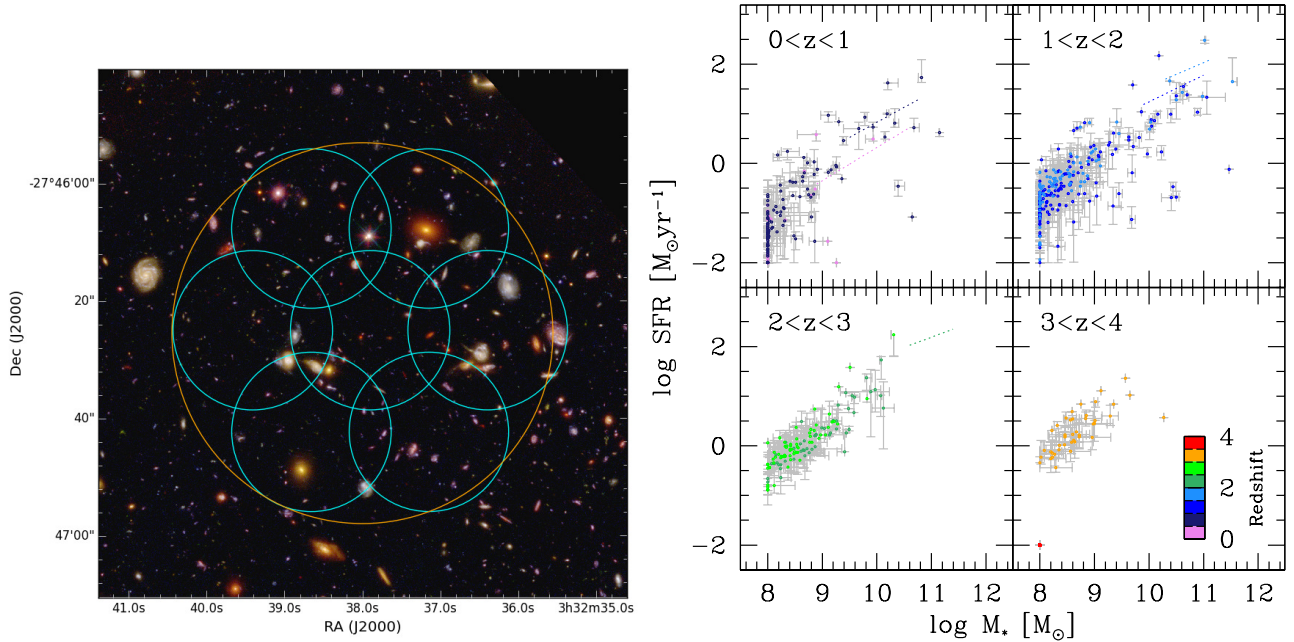 -27°46'00"
20"
40"
47'00"
Dec (J2000)
41.0s 40.0s 39.0s 38.0s 37.0s 36.0s 3h32m35.0s
RA (J2000)
0<z<1
1<z<2
2
0
−2
2<z<3
3<z<4
2
0
−2
log SFR [M⊙yr⁻¹]
4
2
0
Redshift
8 9 10 11 12 8 9 10 11 12
log M* [M⊙]